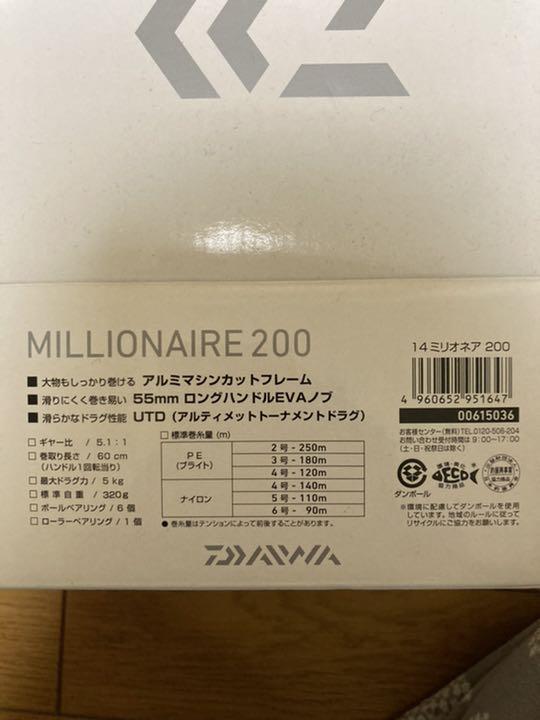 MILLIONAIRE 200
■ 大物もしっかり巻ける アルミマシンカットフレーム
■ 滑りにくく巻き易い 55mm ロングハンドルEVAノブ
■ 滑らかなドラグ性能 UTD (アルティメットトーナメントドラグ)
□ ギヤー比 / 5.1:1
□ 巻取り長さ / 60 cm
(ハンドル1回転当り)
□ 最大ドラグ力 / 5 kg
□ 標準自重 / 320g
□ ボールベアリング / 6 個
□ ローラーベアリング / 1 個
□ 標準巻糸量 (m)
PE
(ブライト)
2 号 - 250m
3 号 - 180m
4 号 - 120m
ナイロン
4 号 - 140m
5 号 - 110m
6 号 - 90m
● 巻糸量はテンションによって前後することがあります。
DAIWA
14 ミリオネア 200
4 960652 951647
00615036
お客様センター(無料)TEL.0120-506-204
お問い合わせ受付時間は 9:00~17:00
(土・日・祝祭日は除く)
ECO
ダンボール
※環境に配慮してダンボールを使用
しています。地域のルールに従って
リサイクルにご協力をお願いします。